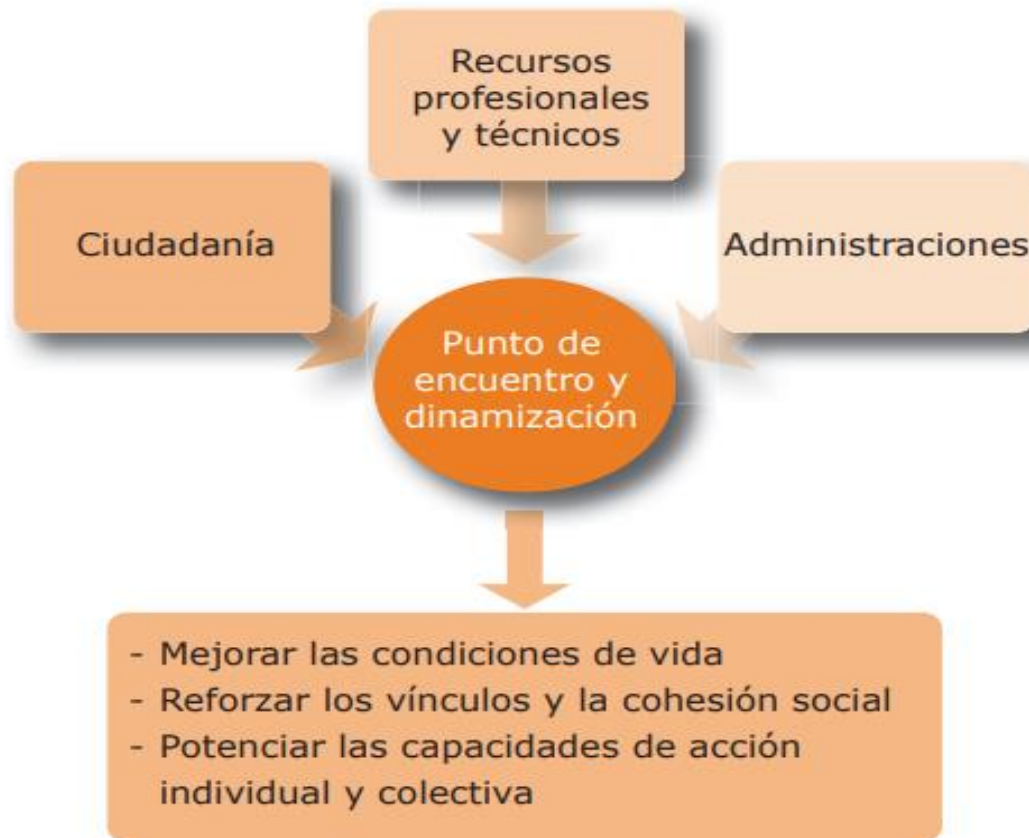 Recursos
profesionales
y técnicos
Ciudadanía
Administraciones
Punto de
encuentro y
dinamización
- Mejorar las condiciones de vida
- Reforzar los vínculos y la cohesión social
- Potenciar las capacidades de acción
individual y colectiva